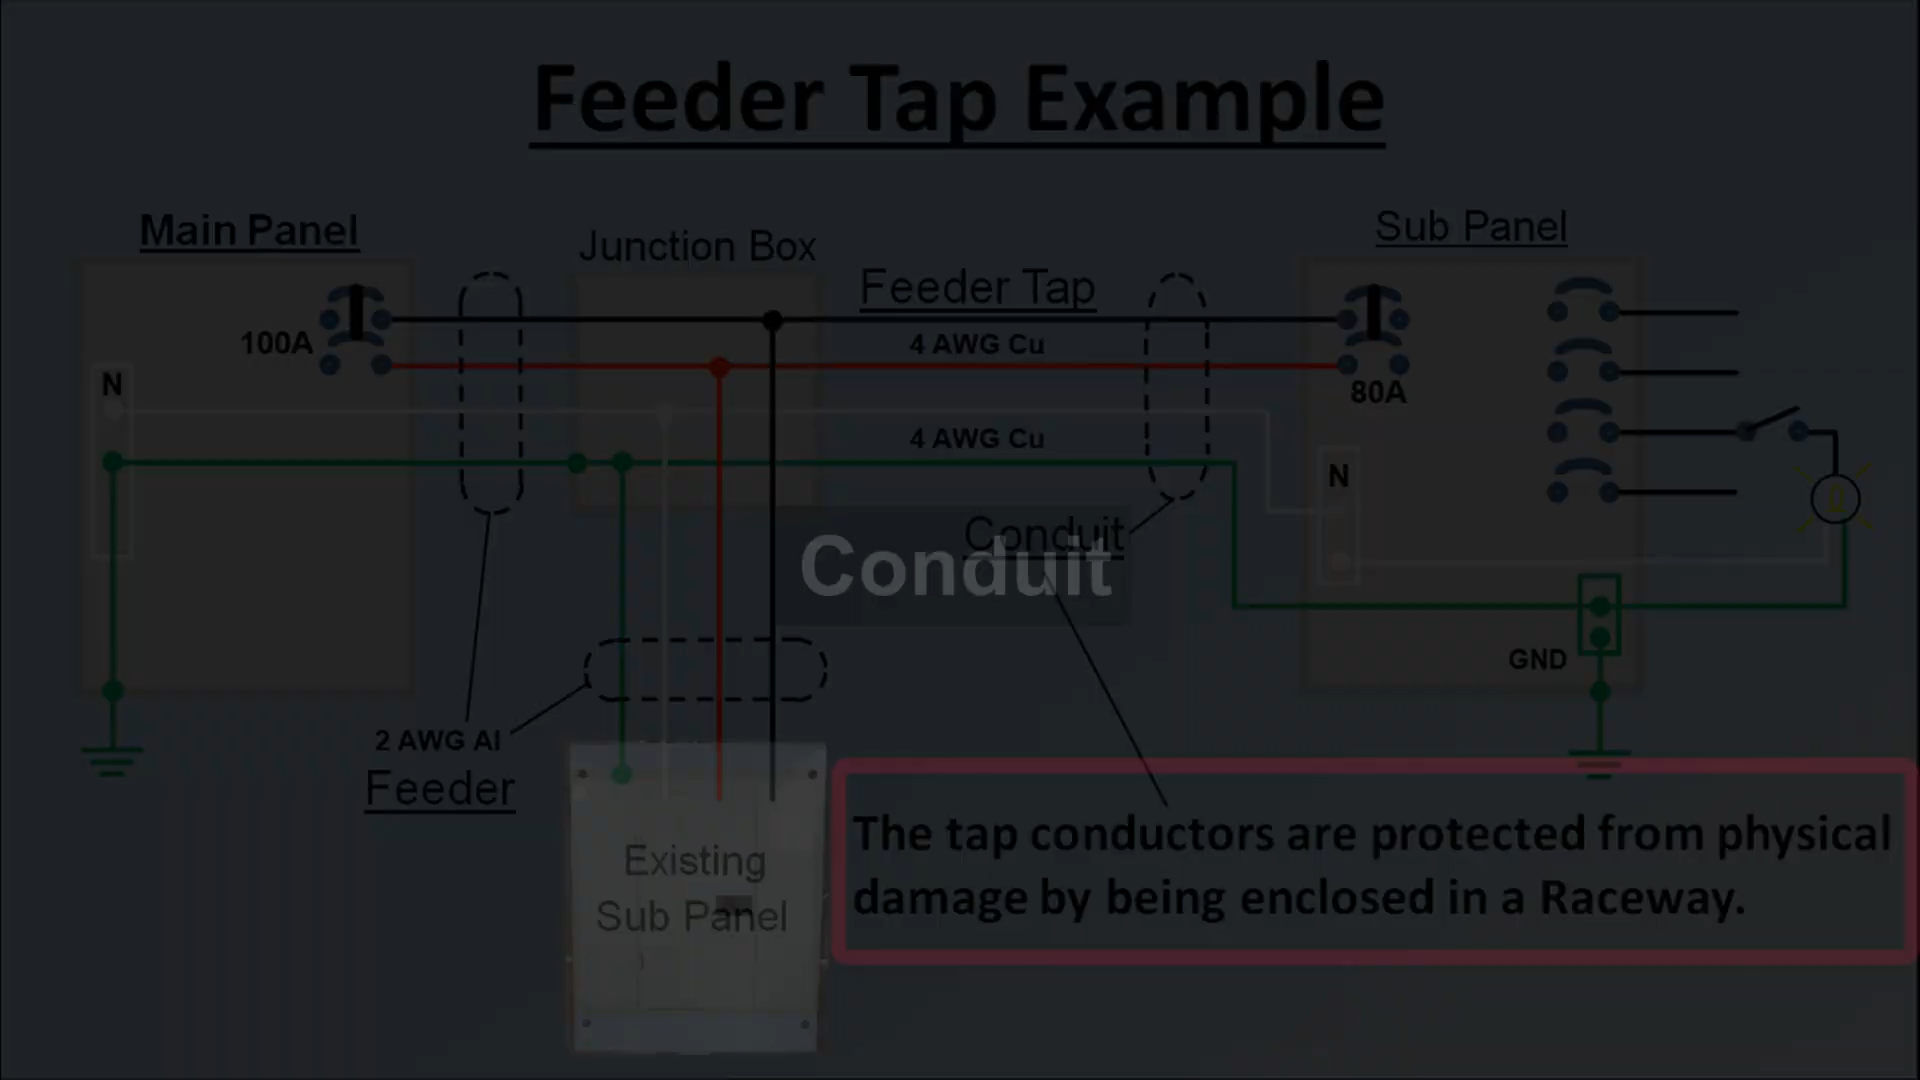 Feeder Tap Example
Main Panel
Junction Box
Sub Panel
Feeder Tap
100A
4 AWG Cu
80A
N
4 AWG Cu
N
Conduit
Conduit
GND
2 AWG Al
Feeder
Existing
Sub Panel
The tap conductors are protected from physical
damage by being enclosed in a Raceway.